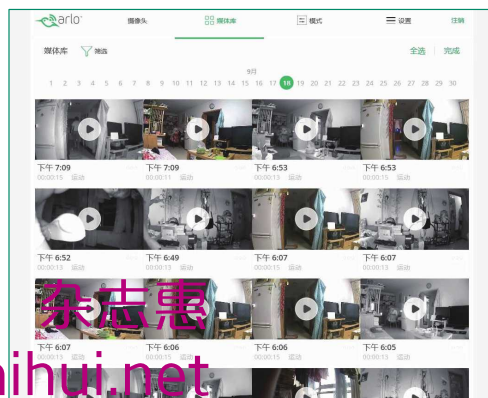 arlo 摄像头 媒体库 模式 设置 注销
媒体库 筛选 全选 完成
9月
1 2 3 4 5 6 7 8 9 10 11 12 13 14 15 16 17 18 19 20 21 22 23 24 25 26 27 28 29 30
下午 7:09 下午 7:09 下午 6:53 下午 6:53
00:00:15 运动 00:00:11 运动 00:00:13 运动 00:00:15 运动
下午 6:52 下午 6:49 下午 6:07 下午 6:07
00:00:13 运动 00:00:13 运动 00:00:15 运动 00:00:13 运动
杂志惠
下午 6:07 下午 6:06 下午 6:06 下午 6:05
00:00:13 运动 00:00:15 运动 00:00:13 运动 00:00:13 运动
hihui.net